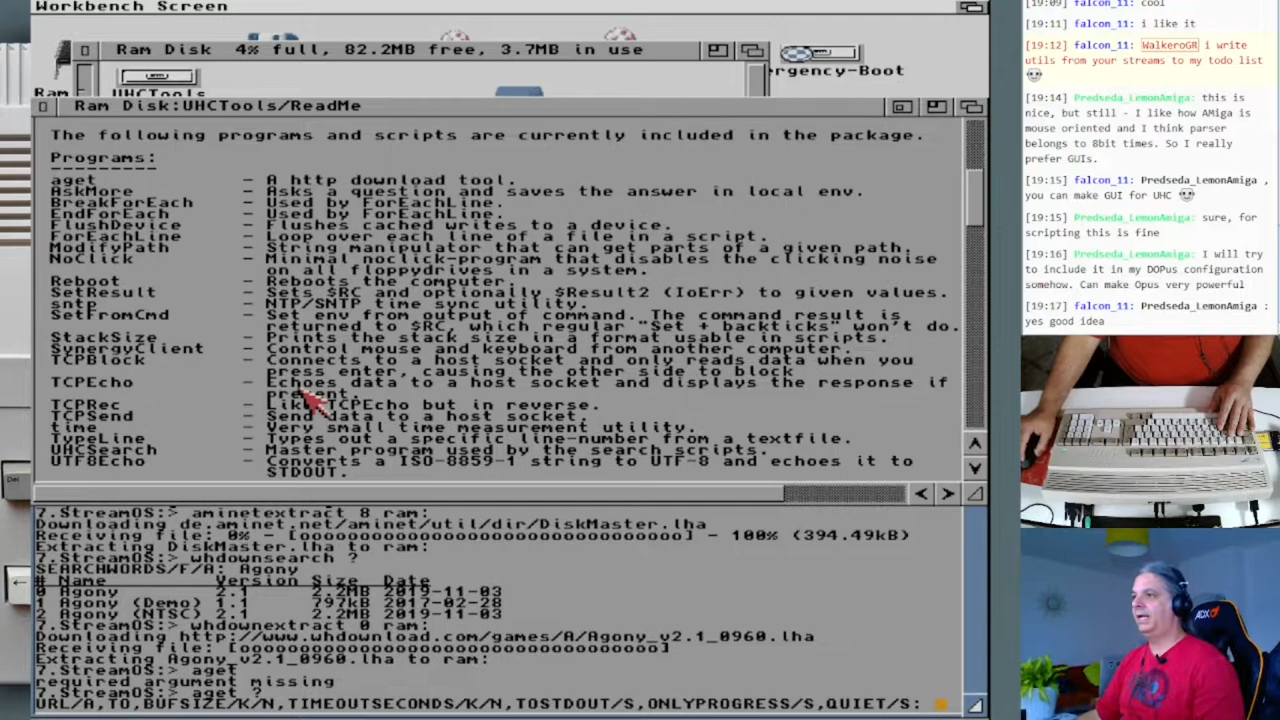 Workbench Screen
Ram Disk 4% full, 82.2MB free, 3.7MB in use
ergency-Boot
Ram
UHCTools
Ram Disk:UHCTools/ReadMe
The following programs and scripts are currently included in the package.
Programs:
---------
aget - A http download tool.
AskMore - Asks a question and saves the answer in local env.
BreakForEach - Used by ForEachLine.
EndForEach - Used by ForEachLine.
FlushDevice - Flushes cached writes to a device.
ForEachLine - Loop over each line of a file in a script.
ModifyPath - String manipulator that can get parts of a given path.
NoClick - Minimal noclick-program that disables the clicking noise
on all floppydrives in a system.
Reboot - Reboots the computer.
SetResult - Sets $RC and optionally $Result2 (IoErr) to given values.
sntp - NTP/SNTP time sync utility.
SetFromCmd - Set env from output of command. The command result is
returned to $RC, which regular "Set + backticks" won't do.
StackSize - Prints the stack size in a format usable in scripts.
SynergyClient - Control mouse and keyboard from another computer.
TCPBlock - Connects to a host socket and only reads data when you
press enter, causing the other side to block
TCPEcho - Echoes data to a host socket and displays the response if
present.
TCPRec - Like TCPEcho but in reverse.
TCPSend - Send data to a host socket.
time - Very small time measurement utility.
TypeLine - Types out a specific line-number from a textfile.
UHCSearch - Master program used by the search scripts.
UTF8Echo - Converts a ISO-8859-1 string to UTF-8 and echoes it to
STDOUT.
7.StreamOS:> aminetextract 8 ram:
Downloading de.aminet.net/aminet/util/dir/DiskMaster.lha
Receiving file: 0% - [oooooooooooooooooooooooooooooooooo] - 100% (394.49kB)
Extracting DiskMaster.lha to ram:
7.StreamOS:> whdownsearch ?
SEARCHWORDS/F/A: Agony
# Name Version Size Date
0 Agony 2.1 2.2MB 2019-11-03
1 Agony (Demo) 1.1 797kB 2017-02-28
2 Agony (NTSC) 2.1 2.2MB 2019-11-03
7.StreamOS:> whdownextract 0 ram:
Downloading http://www.whdownload.com/games/A/Agony_v2.1_0960.lha
Receiving file: [oooooooooooooooooooooooooooooooooo]
Extracting Agony_v2.1_0960.lha to ram:
7.StreamOS:> aget
required argument missing
7.StreamOS:> aget ?
URL/A,TO,BUFSIZE/K/N,TIMEOUTSECONDS/K/N,TOSTDOUT/S,ONLYPROGRESS/S,QUIET/S:
Del
[19:09] falcon_11: cool
[19:11] falcon_11: i like it
[19:12] falcon_11: WalkeroGR i write
utils from your streams to my todo list
[19:14] Predseda_LemonAmiga: this is
nice, but still - I like how AMiga is
mouse oriented and I think parser
belongs to 8bit times. So I really
prefer GUIs.
[19:15] falcon_11: Predseda_LemonAmiga ,
you can make GUI for UHC
[19:15] Predseda_LemonAmiga: sure, for
scripting this is fine
[19:16] Predseda_LemonAmiga: I will try
to include it in my DOPus configuration
somehow. Can make Opus very powerful
[19:17] falcon_11: Predseda_LemonAmiga :
yes good idea
ADX